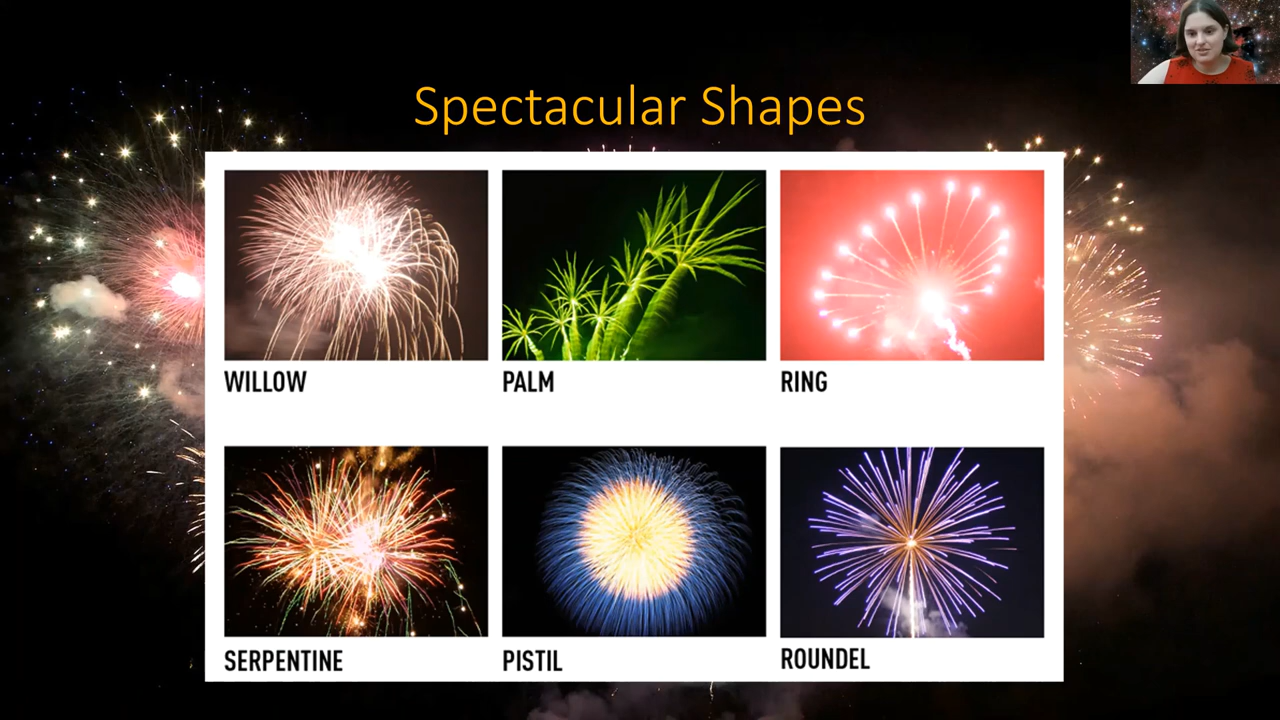 Spectacular Shapes
WILLOW
PALM
RING
SERPENTINE
PISTIL
ROUNDEL